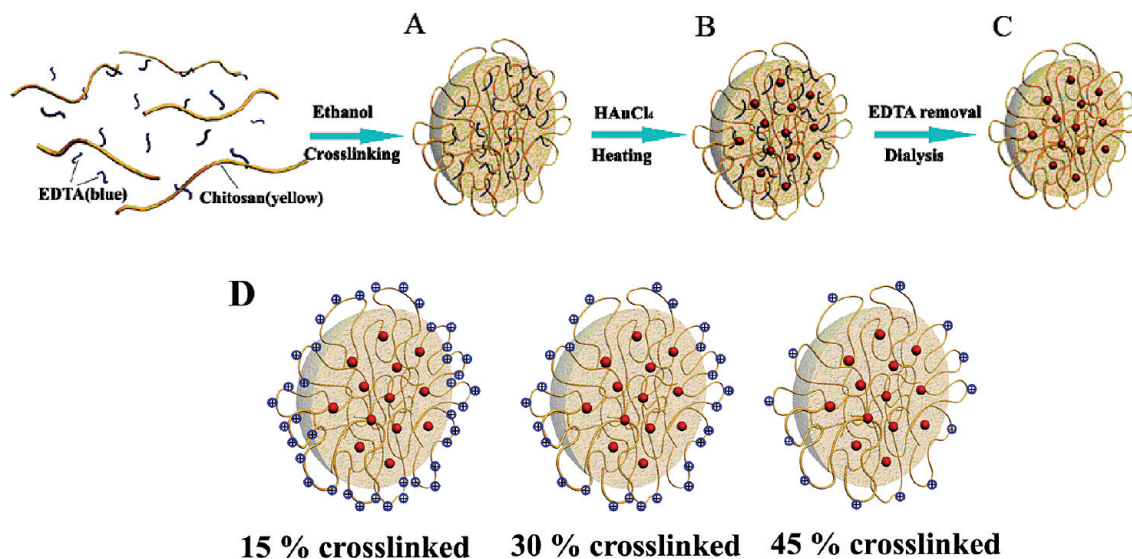 A
B
C
Ethanol
Crosslinking
HAuCl₄
Heating
EDTA removal
Dialysis
EDTA(blue)
Chitosan(yellow)
D
15 % crosslinked
30 % crosslinked
45 % crosslinked